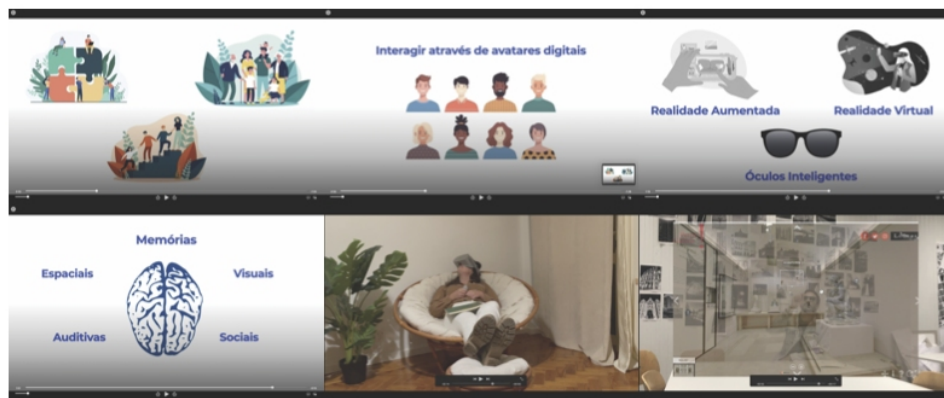 Interagir através de avatares digitais
Realidade Aumentada
Realidade Virtual
Óculos Inteligentes
Memórias
Espaciais
Visuais
Auditivas
Sociais